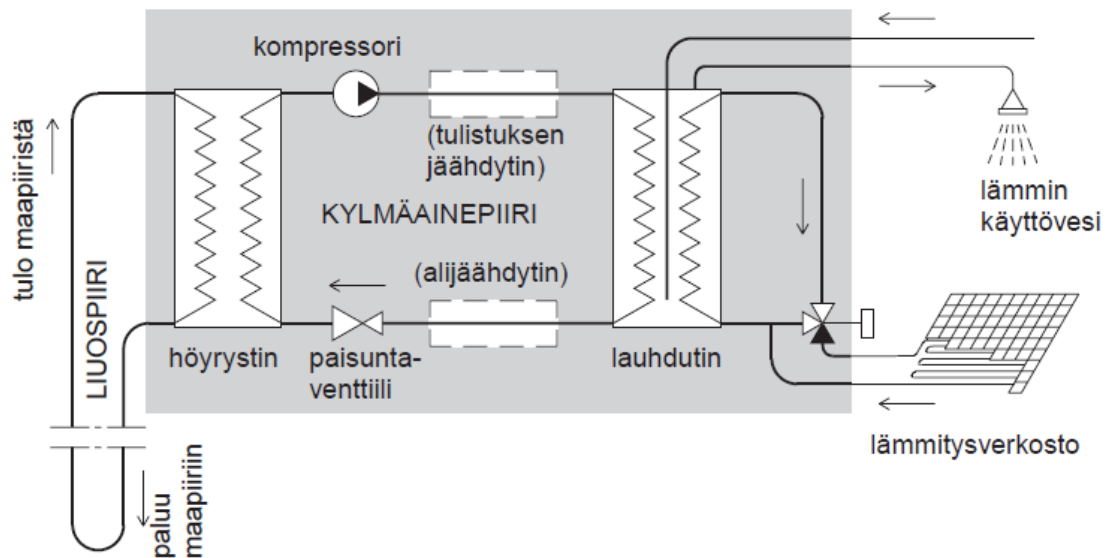 kompressori
(tulistuksen
jäähdytin)
KYLMÄAINEPIIRI
(alijäähdytin)
höyrystin
paisunta-
venttiili
lauhdutin
tulo maapiiristä
LIUOSPIIRI
paluu
maapiiriin
lämmin
käyttövesi
lämmitysverkosto